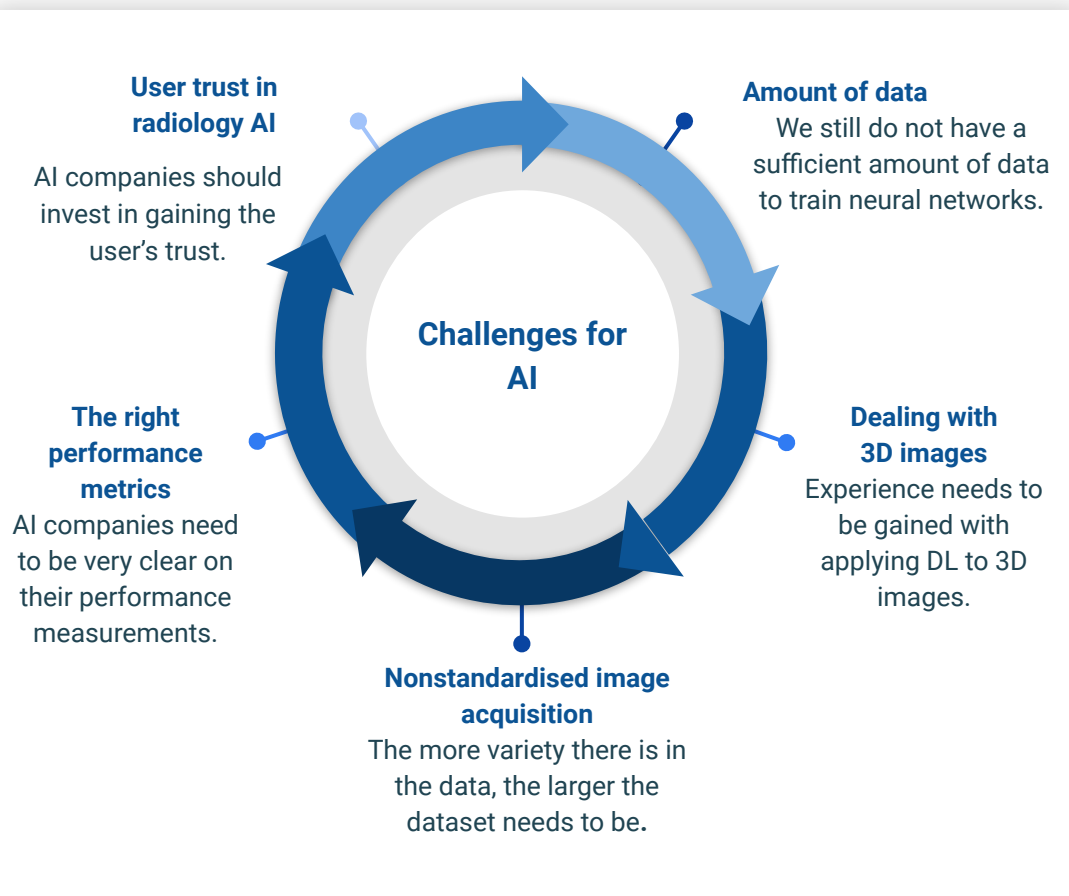 User trust in
radiology AI
AI companies should
invest in gaining the
user’s trust.
Amount of data
We still do not have a
sufficient amount of data
to train neural networks.
Challenges for
AI
The right
performance
metrics
AI companies need
to be very clear on
their performance
measurements.
Dealing with
3D images
Experience needs to
be gained with
applying DL to 3D
images.
Nonstandardised image
acquisition
The more variety there is in
the data, the larger the
dataset needs to be.